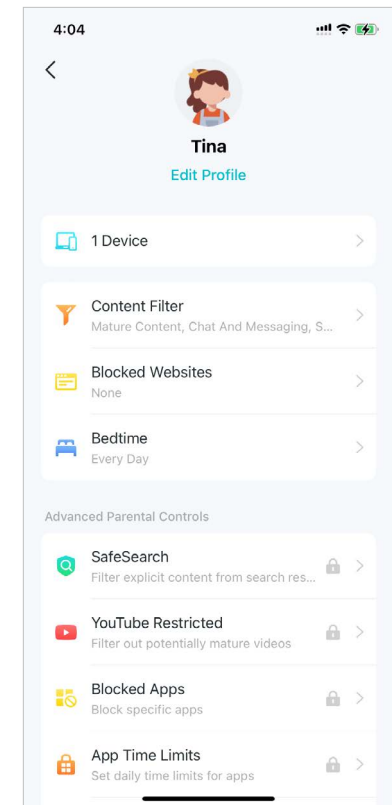 4:04
Tina
Edit Profile
1 Device
Content Filter
Mature Content, Chat And Messaging, S...
Blocked Websites
None
Bedtime
Every Day
Advanced Parental Controls
SafeSearch
Filter explicit content from search res...
YouTube Restricted
Filter out potentially mature videos
Blocked Apps
Block specific apps
App Time Limits
Set daily time limits for apps